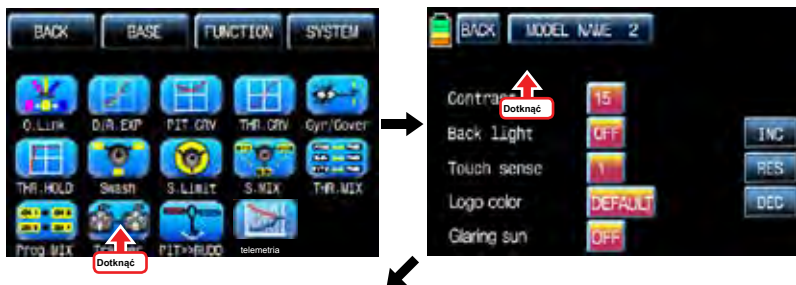 BACK BASE FUNCTION SYSTEM
Q.Link D/R.EXP PIT.CRV THR.CRV Gyr/Gover
THR.HOLD Swash S.Limit S.MIX THR.MIX
Prog.MIX PIT>>RUDD telemetria
Dotknąć
BACK MODEL NAME 2
Dotknąć
15
Back light OFF INC
Touch sense 1 RES
Logo color DEFAULT DEC
Glaring sun OFF